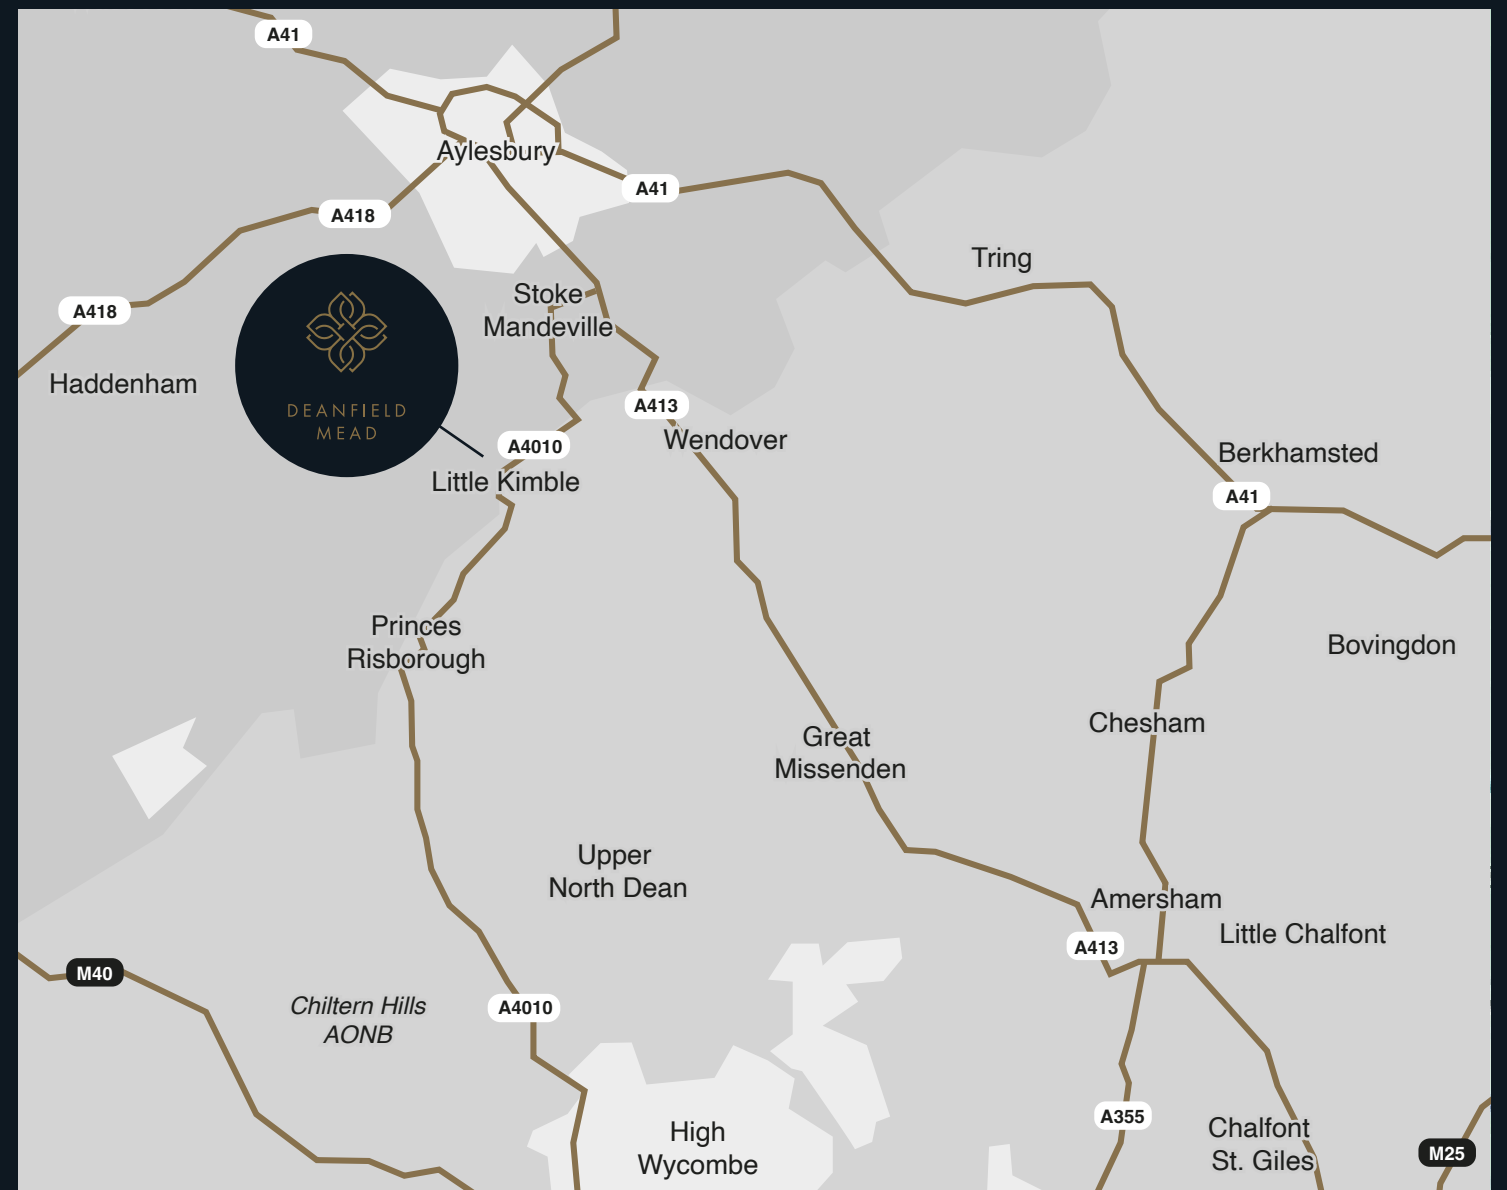 A41
Aylesbury
A41
A418
Tring
Stoke
Mandeville
A418
Haddenham
DEANFIELD
MEAD
A413
Wendover
A4010
Little Kimble
Berkhamsted
A41
Princes
Risborough
Bovingdon
Chesham
Great
Missenden
Upper
North Dean
Amersham
Little Chalfont
A413
M40
Chiltern Hills
AONB
A4010
A355
High
Wycombe
Chalfont
St. Giles
M25